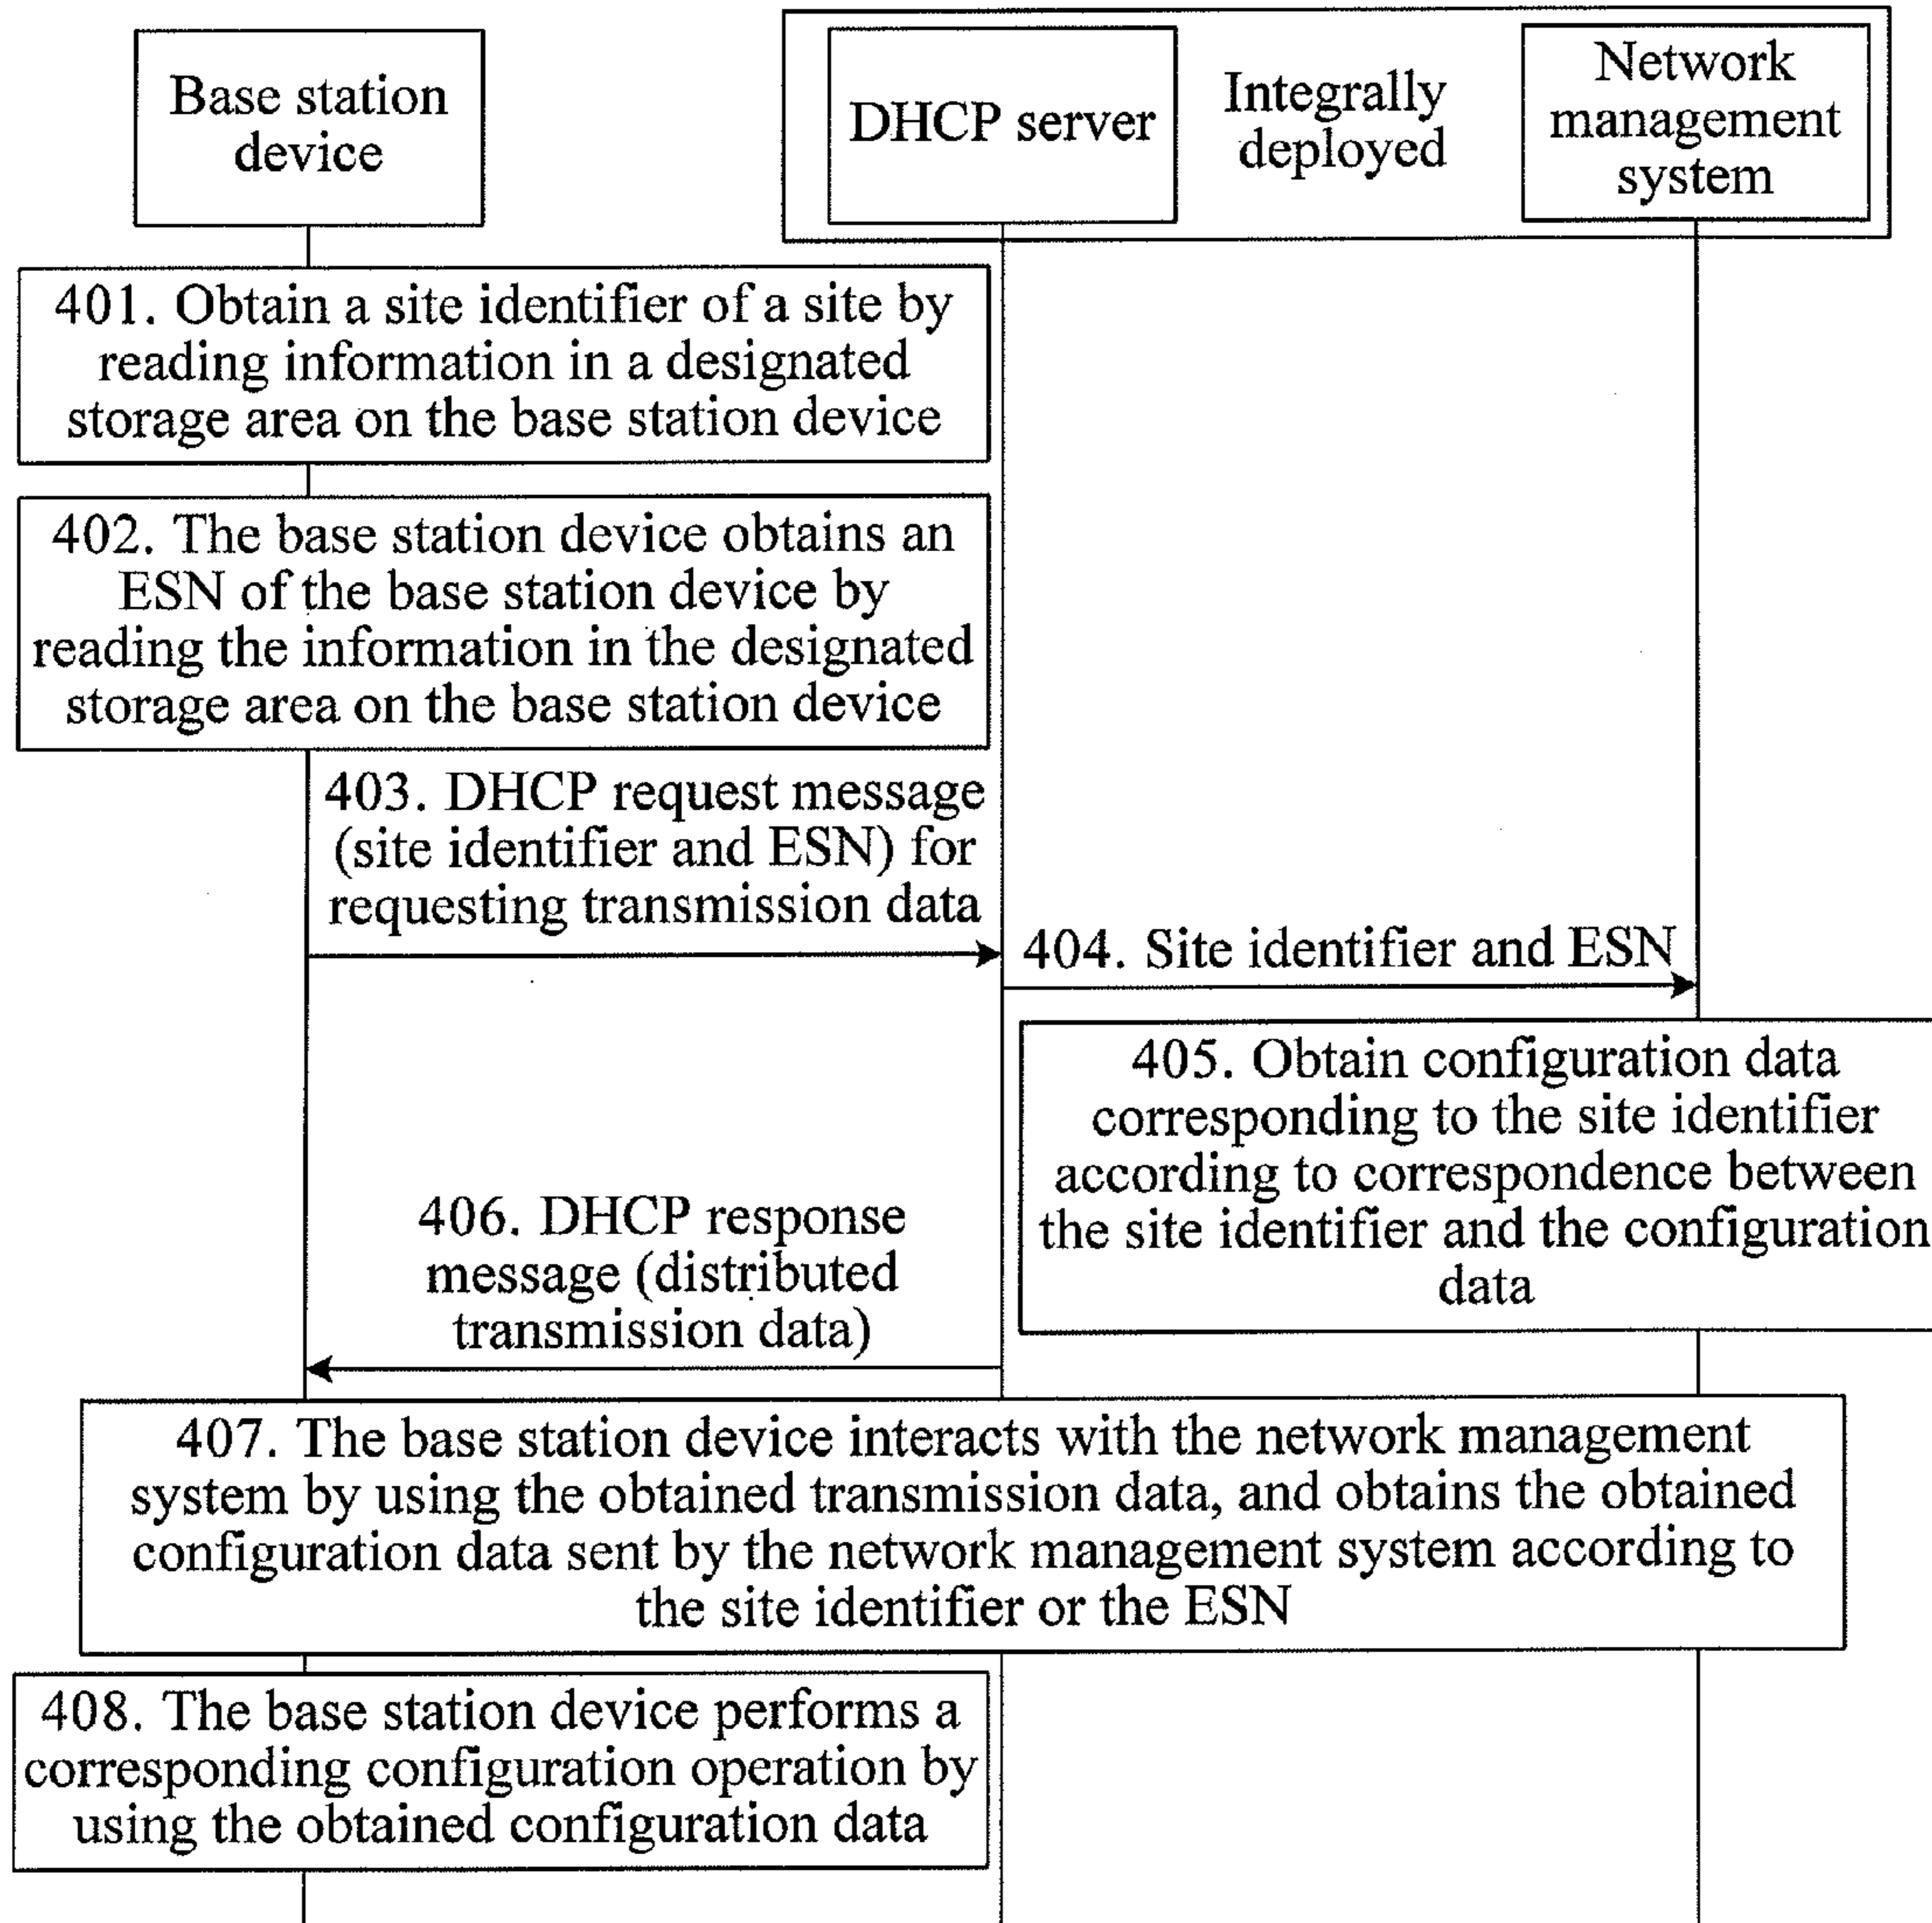 Base station
device
DHCP server
Integrally
deployed
Network
management
system
401. Obtain a site identifier of a site by
reading information in a designated
storage area on the base station device
402. The base station device obtains an
ESN of the base station device by
reading the information in the designated
storage area on the base station device
403. DHCP request message
(site identifier and ESN) for
requesting transmission data
404. Site identifier and ESN
405. Obtain configuration data
corresponding to the site identifier
according to correspondence between
the site identifier and the configuration
data
406. DHCP response
message (distributed
transmission data)
407. The base station device interacts with the network management
system by using the obtained transmission data, and obtains the obtained
configuration data sent by the network management system according to
the site identifier or the ESN
408. The base station device performs a
corresponding configuration operation by
using the obtained configuration data